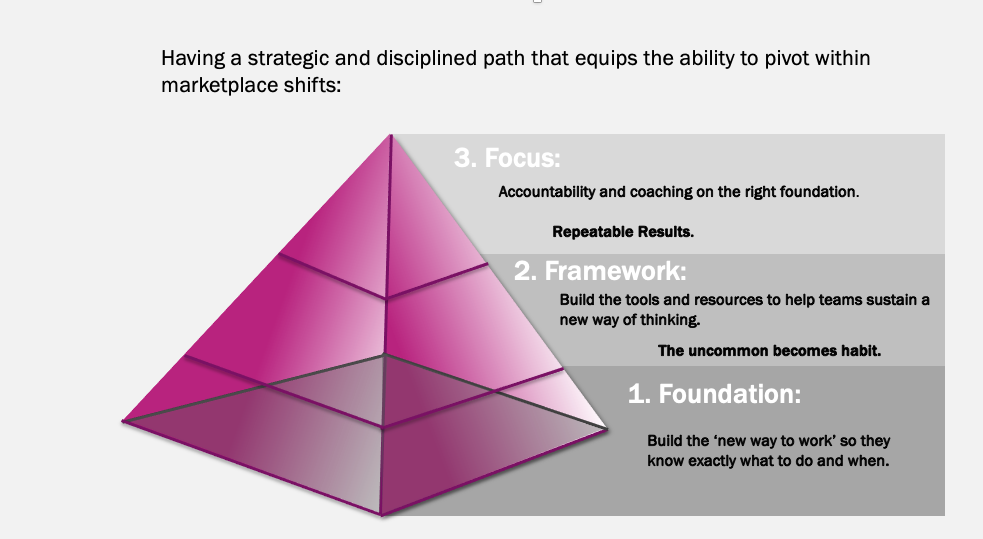 Having a strategic and disciplined path that equips the ability to pivot within
marketplace shifts:
3. Focus:
Accountability and coaching on the right foundation.
Repeatable Results.
2. Framework:
Build the tools and resources to help teams sustain a
new way of thinking.
The uncommon becomes habit.
1. Foundation:
Build the ‘new way to work’ so they
know exactly what to do and when.